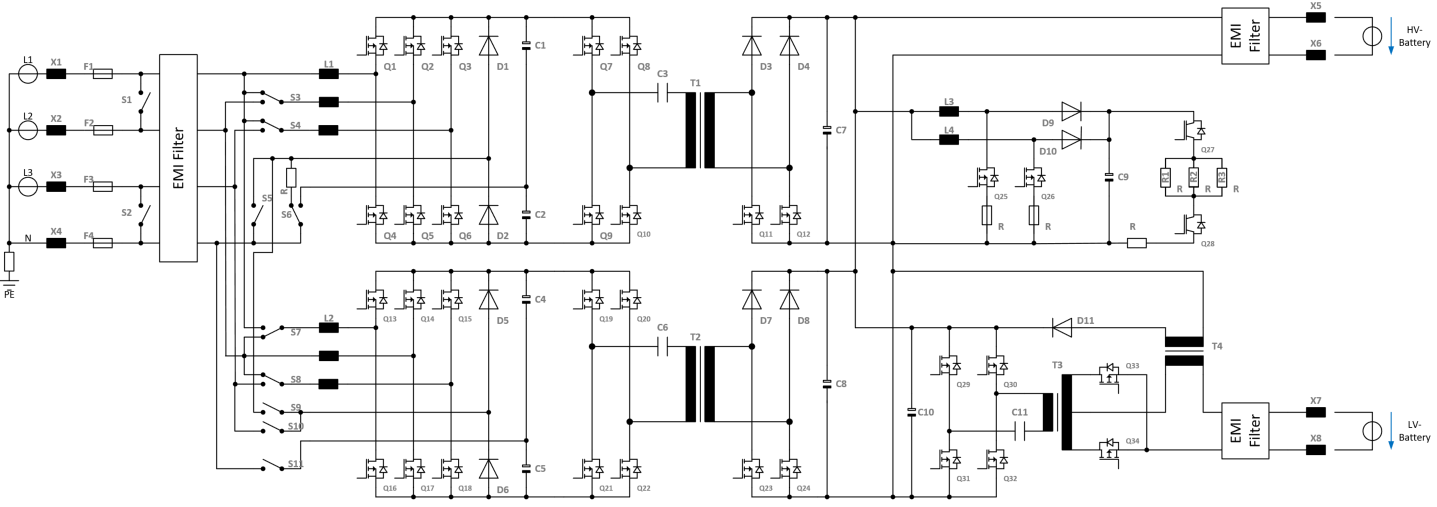 X5
HV-
Battery
EMI
Filter
X6
C1
Q1
Q2
Q3
D1
Q7
Q8
D3
D4
L1
X1
F1
L1
C3
T1
S1
S3
L3
L2
X2
F2
S4
C7
L4
D9
D10
Q27
EMI Filter
L3
X3
F3
R
C9
R1
R
R2
R
R3
R
S5
S6
Q25
Q26
S2
C2
R
R
R
N
X4
F4
Q4
Q5
Q6
D2
Q9
Q10
Q11
Q12
Q28
PE
C4
Q13
Q14
Q15
D5
Q19
Q20
D7
D8
L2
S7
C6
T2
D11
T4
T3
Q33
S8
C8
Q29
Q30
S9
C10
C11
X7
LV-
Battery
EMI
Filter
S10
Q34
X8
S11
C5
Q16
Q17
Q18
D6
Q21
Q22
Q23
Q24
Q31
Q32